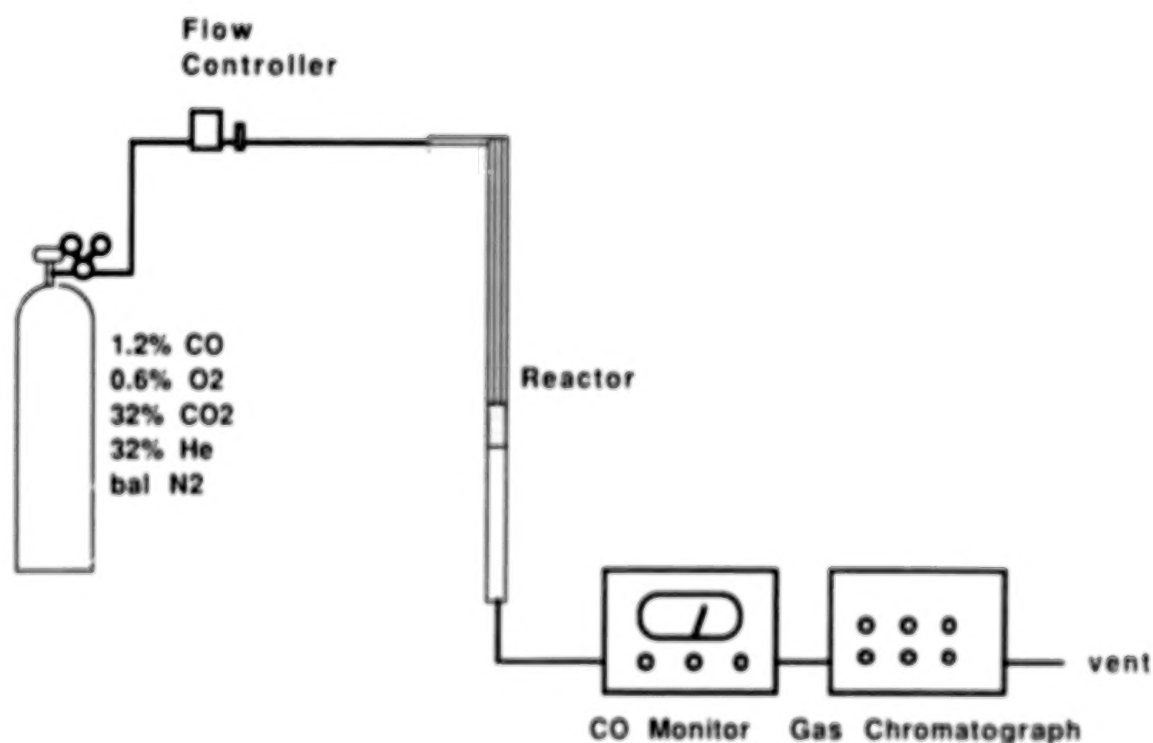 Flow
Controller
1.2% CO
0.6% O2
32% CO2
32% He
bal N2
Reactor
vent
CO Monitor
Gas Chromatograph